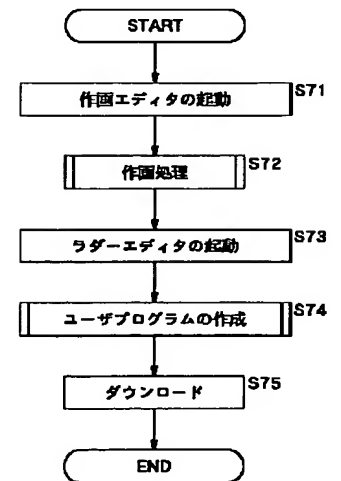 START
作画エディタの起動 S71
作画処理 S72
ラダーエディタの起動 S73
ユーザプログラムの作成 S74
ダウンロード S75
END